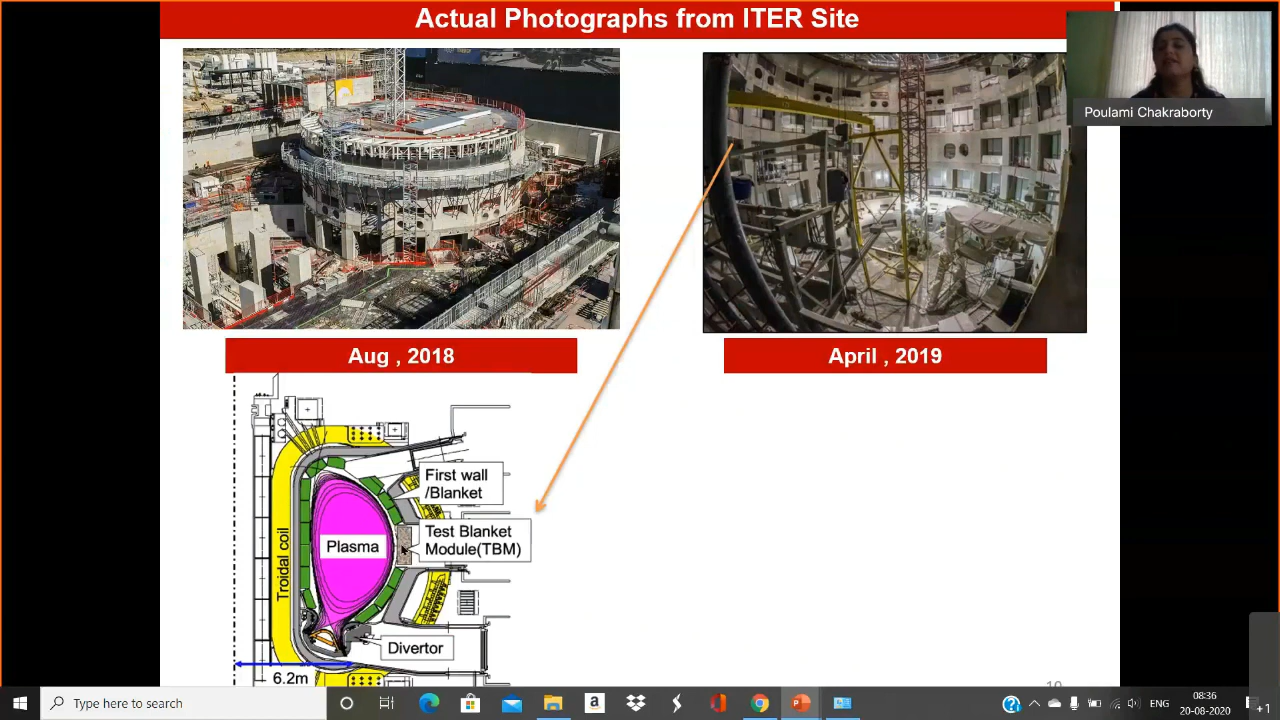 Actual Photographs from ITER Site
Poulami Chakraborty
Aug , 2018
April , 2019
First wall
/Blanket
Test Blanket
Module(TBM)
Plasma
Troidal coil
Divertor
6.2m
Type here to search
a
ENG
08:36
20-08-2020
+1